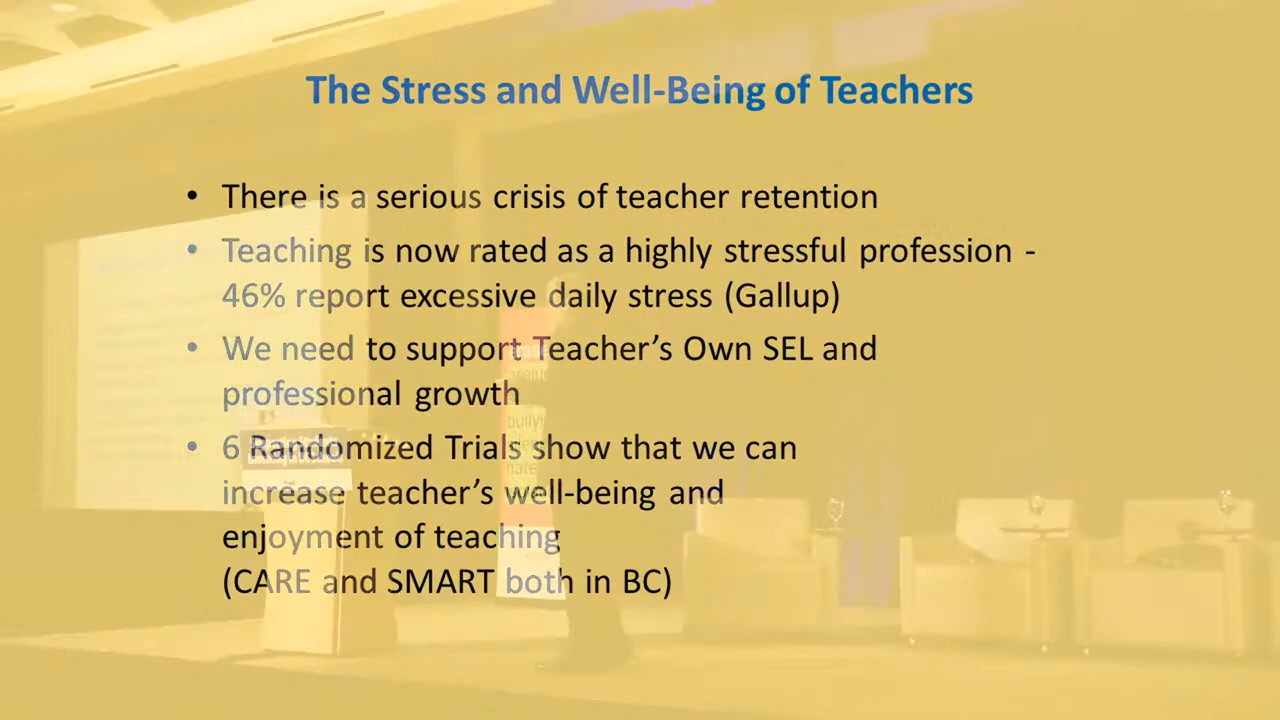 The Stress and Well-Being of Teachers
• There is a serious crisis of teacher retention
• Teaching is now rated as a highly stressful profession -
46% report excessive daily stress (Gallup)
• We need to support Teacher's Own SEL and
professional growth
• 6 Randomized Trials show that we can
increase teacher's well-being and
enjoyment of teaching
(CARE and SMART both in BC)